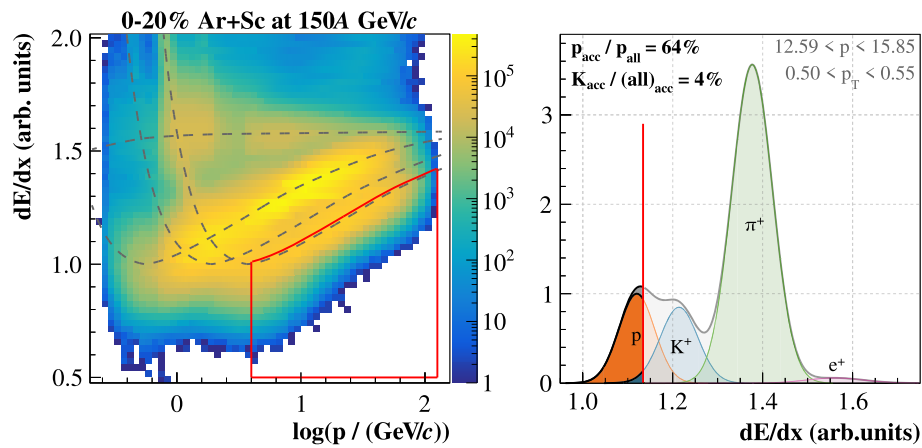 0-20% Ar+Sc at 150A GeV/c
dE/dx (arb. units)
2.0
1.5
1.0
0.5
0
1
2
log(p / (GeV/c))
10⁵
10⁴
10³
10²
10
1
p_acc / p_all = 64%
K_acc / (all)_acc = 4%
12.59 < p < 15.85
0.50 < p_T < 0.55
3
2
1
0
p
K⁺
π⁺
e⁺
1.0
1.2
1.4
1.6
dE/dx (arb.units)